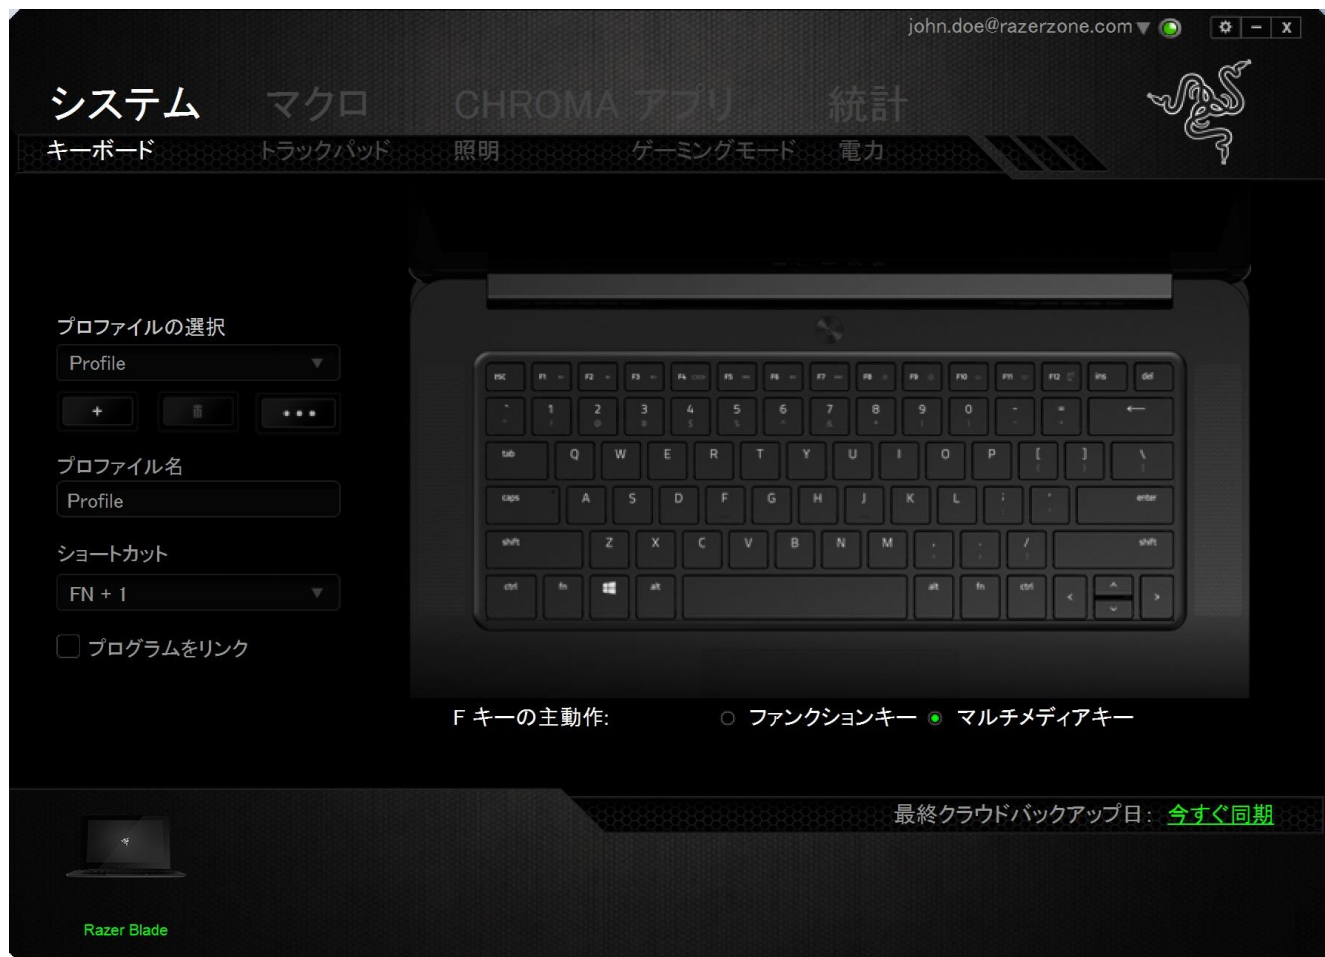 john.doe@razerzone.com
システム マクロ CHROMA アプリ 統計
キーボード トラックパッド 照明 ゲーミングモード 電力
プロファイルの選択
Profile
プロファイル名
Profile
ショートカット
FN + 1
プログラムをリンク
esc F1 F2 F3 F4 F5 F6 F7 F8 F9 F10 F11 F12 ins del
1 2 3 4 5 6 7 8 9 0 - =
tab Q W E R T Y U I O P [ ] \
caps A S D F G H J K L ; ' enter
shift Z X C V B N M , . / shift
ctrl fn alt alt fn ctrl
F キーの主動作: ファンクションキー マルチメディアキー
最終クラウドバックアップ日: 今すぐ同期
Razer Blade